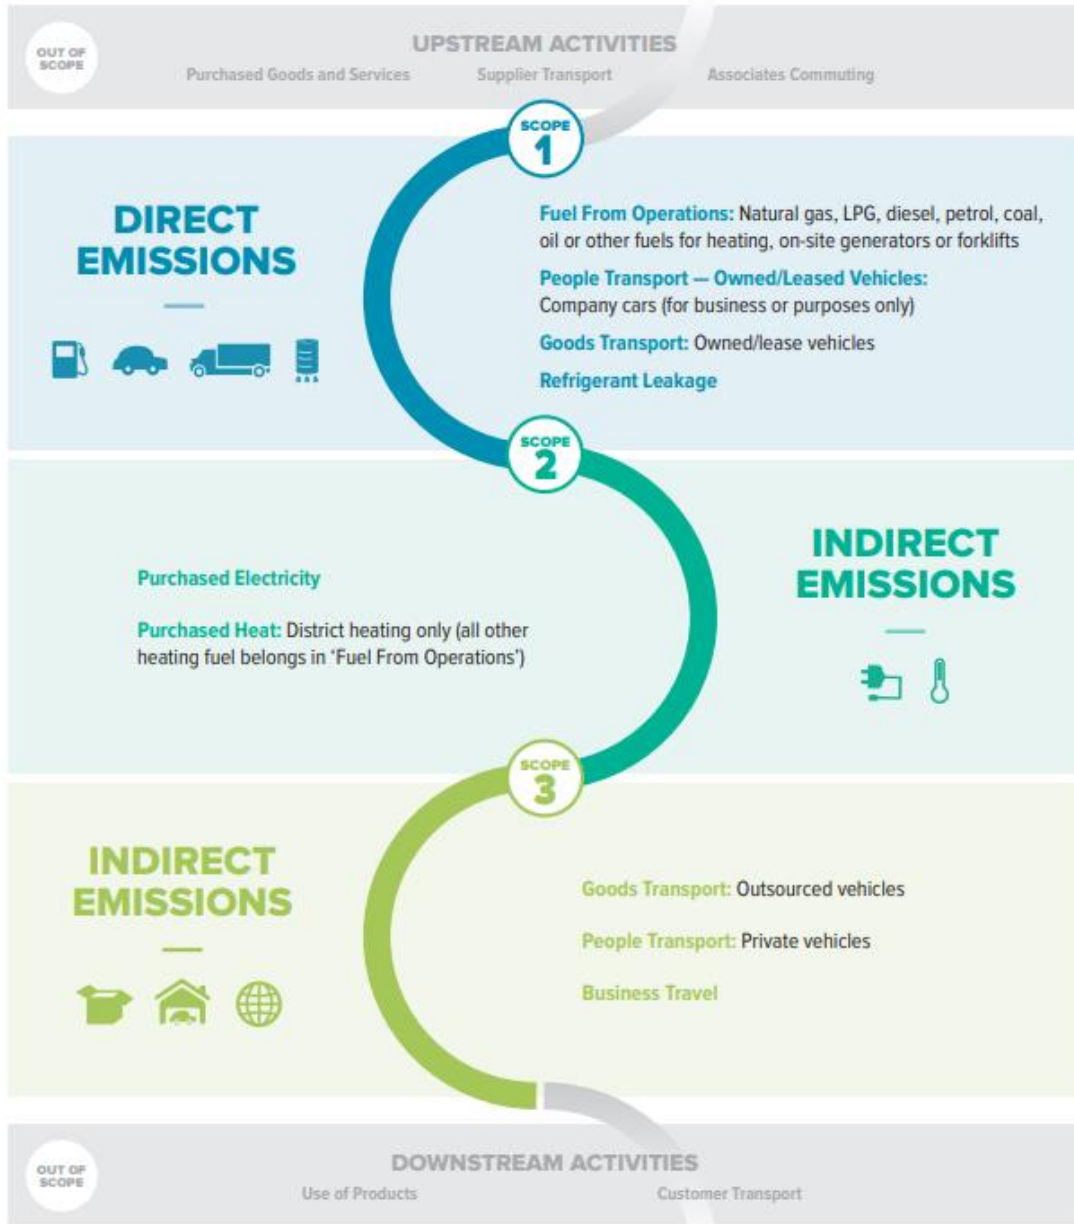 OUT OF
SCOPE
UPSTREAM ACTIVITIES
Purchased Goods and Services
Supplier Transport
Associates Commuting
SCOPE
1
DIRECT
EMISSIONS
Fuel From Operations: Natural gas, LPG, diesel, petrol, coal,
oil or other fuels for heating, on-site generators or forklifts
People Transport — Owned/Leased Vehicles:
Company cars (for business or purposes only)
Goods Transport: Owned/lease vehicles
Refrigerant Leakage
SCOPE
2
Purchased Electricity
Purchased Heat: District heating only (all other
heating fuel belongs in ‘Fuel From Operations’)
INDIRECT
EMISSIONS
SCOPE
3
INDIRECT
EMISSIONS
Goods Transport: Outsourced vehicles
People Transport: Private vehicles
Business Travel
OUT OF
SCOPE
DOWNSTREAM ACTIVITIES
Use of Products
Customer Transport